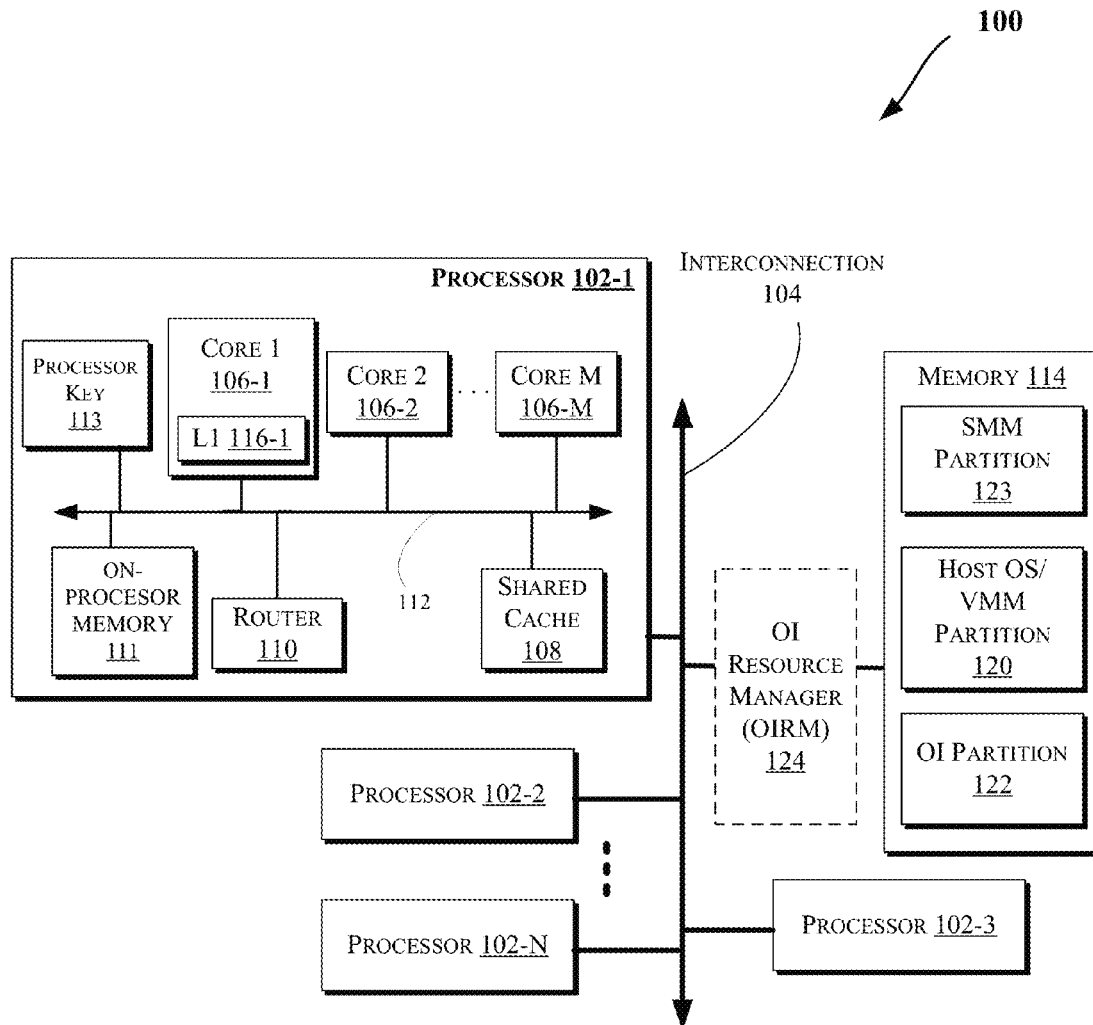 100
PROCESSOR 102-1
PROCESSOR
KEY
113
CORE 1
106-1
L1 116-1
CORE 2
106-2
. . .
CORE M
106-M
ON-
PROCESOR
MEMORY
111
ROUTER
110
112
SHARED
CACHE
108
INTERCONNECTION
104
OI
RESOURCE
MANAGER
(OIRM)
124
MEMORY 114
SMM
PARTITION
123
HOST OS/
VMM
PARTITION
120
OI PARTITION
122
PROCESSOR 102-2
PROCESSOR 102-N
PROCESSOR 102-3